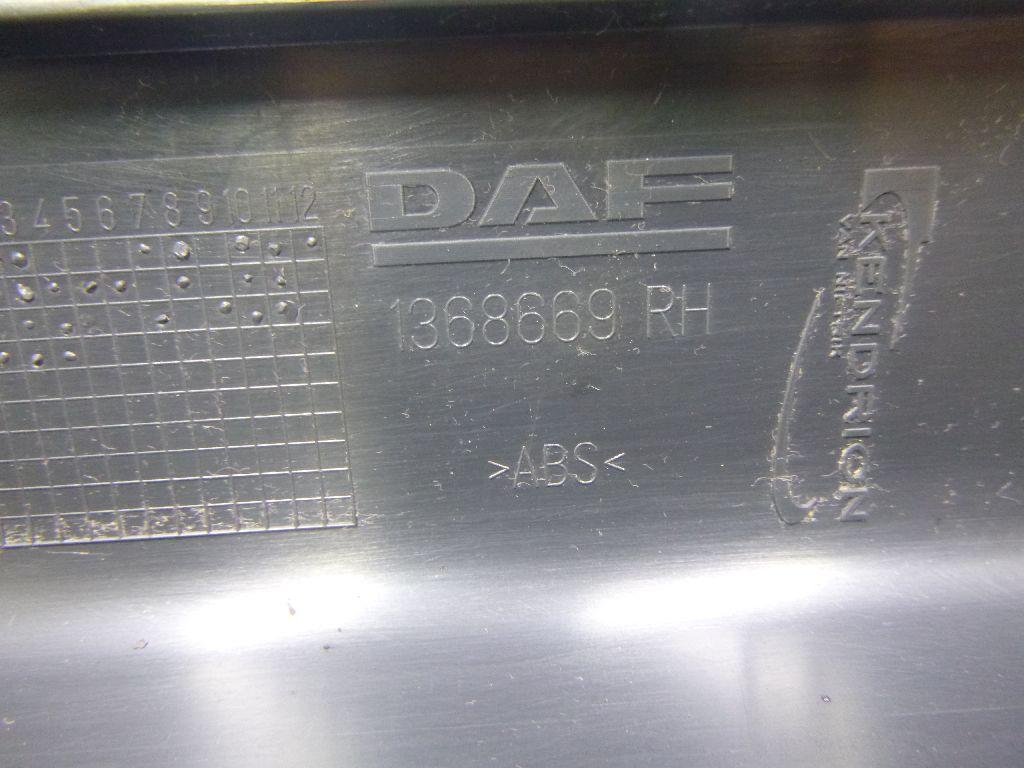 3 4 5 6 7 8 9 10 11 12
DAF
1368669 RH
>ABS<
KENDRION